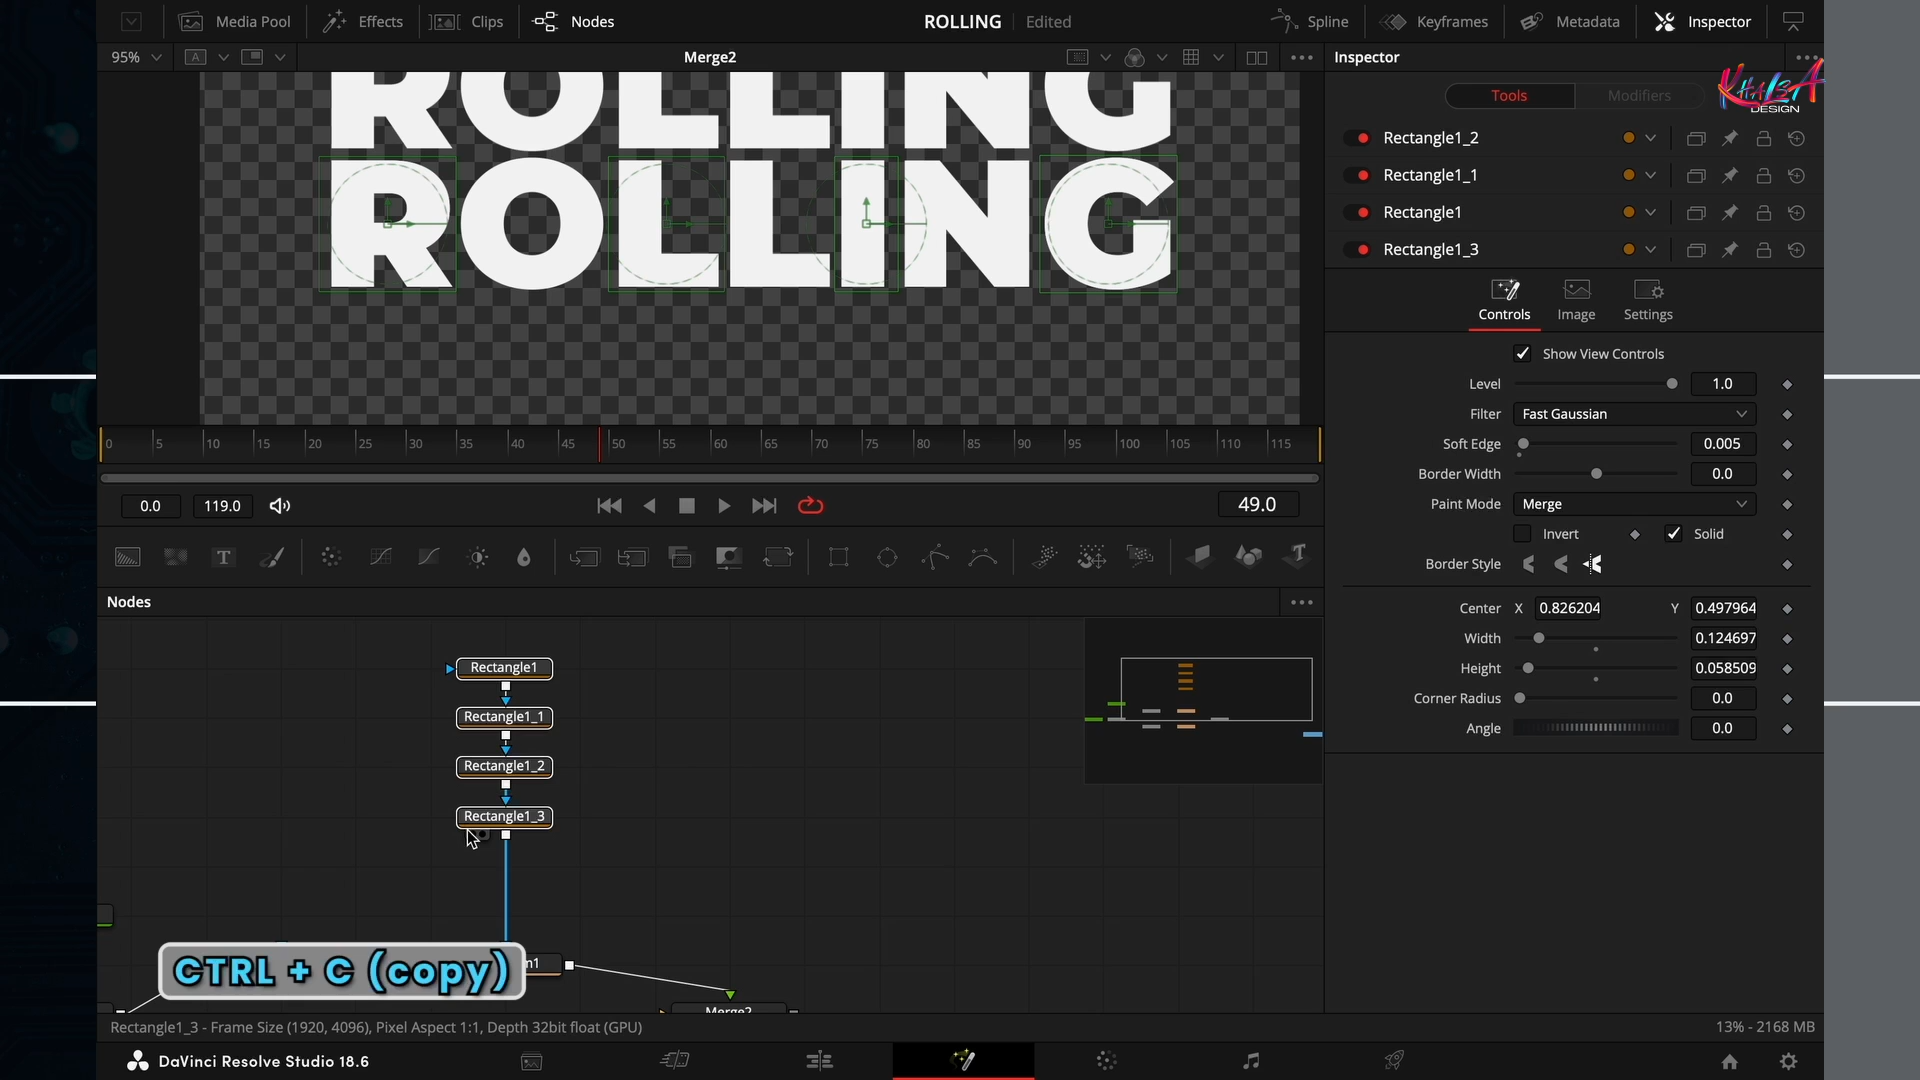 Media Pool
Effects
Clips
Nodes
ROLLING
Edited
Spline
Keyframes
Metadata
Inspector
95%
A
Merge2
Inspector
KHALSA
DESIGN
Tools
Modifiers
ROLLING
ROLLING
Rectangle1_2
Rectangle1_1
Rectangle1
Rectangle1_3
Controls
Image
Settings
Show View Controls
Level
1.0
Filter
Fast Gaussian
Soft Edge
0.005
Border Width
0.0
Paint Mode
Merge
Invert
Solid
Border Style
Center
X
0.826204
Y
0.497964
Width
0.124697
Height
0.058509
Corner Radius
0.0
Angle
0.0
0 5 10 15 20 25 30 35 40 45 50 55 60 65 70 75 80 85 90 95 100 105 110 115
0.0
119.0
49.0
T
T
Nodes
Rectangle1
Rectangle1_1
Rectangle1_2
Rectangle1_3
CTRL + C (copy)
Merge2
Rectangle1_3 - Frame Size (1920, 4096), Pixel Aspect 1:1, Depth 32bit float (GPU)
13% - 2168 MB
DaVinci Resolve Studio 18.6